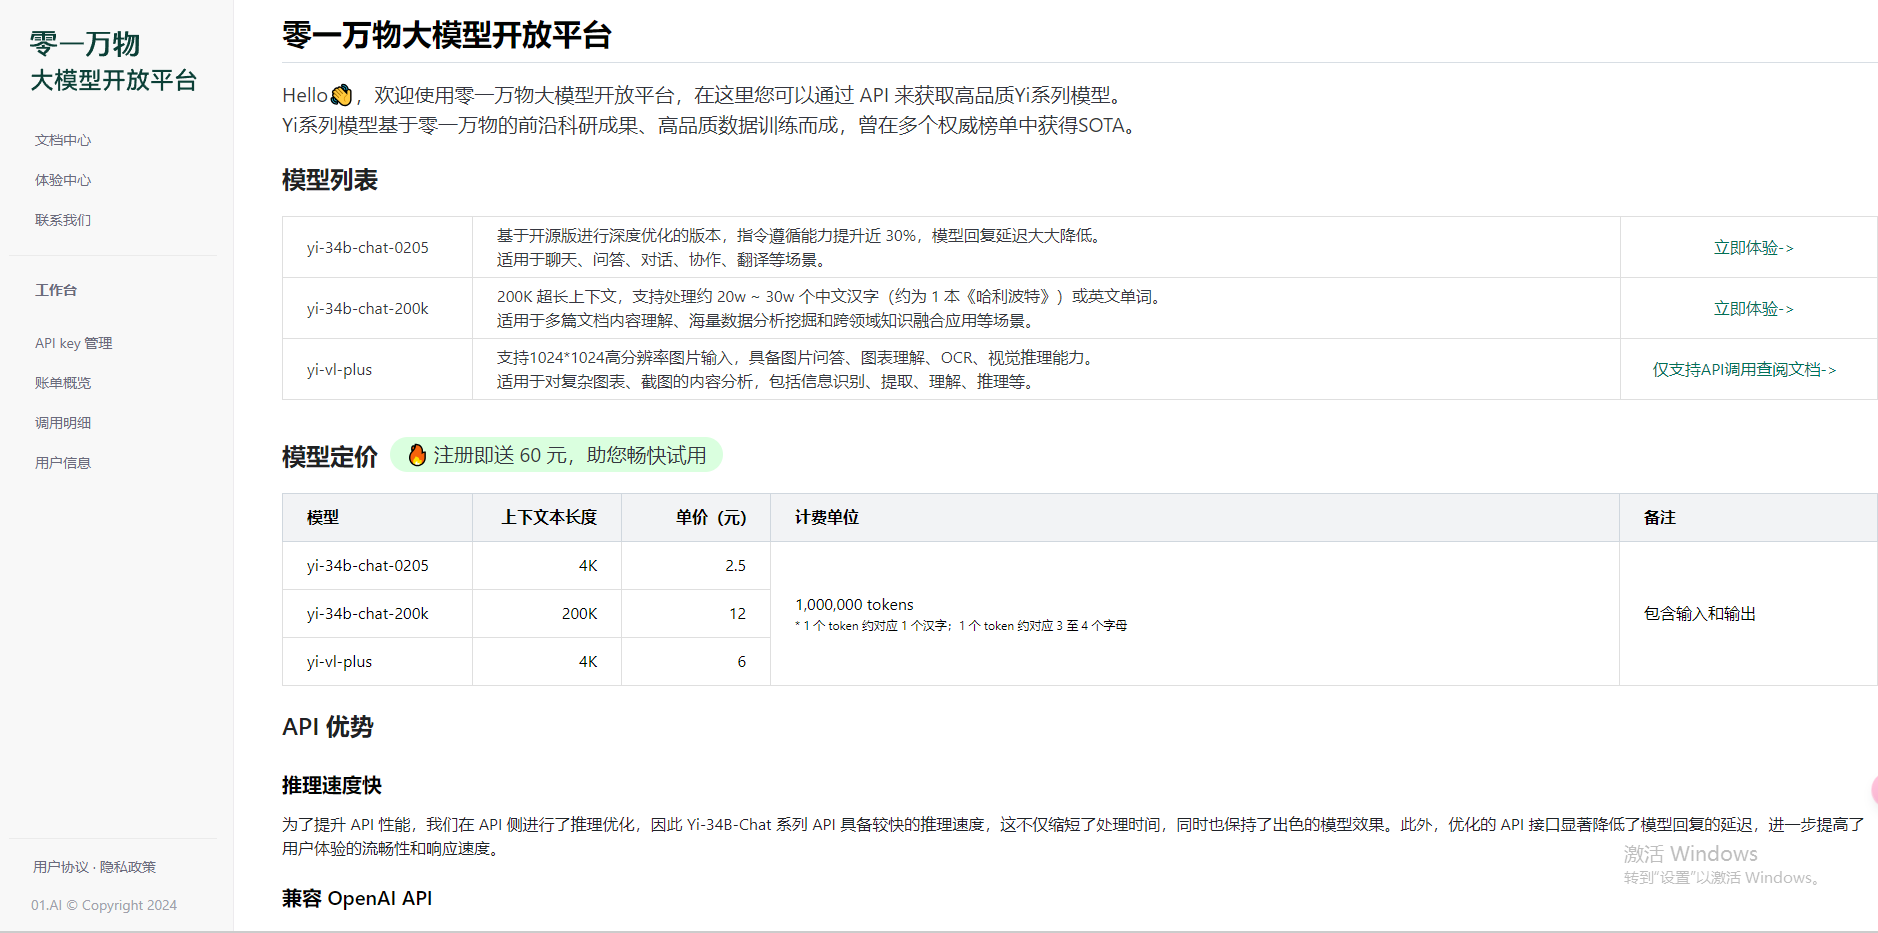 零一万物
大模型开放平台
文档中心
体验中心
联系我们
工作台
API key 管理
账单概览
调用明细
用户信息
用户协议 · 隐私政策
01.AI © Copyright 2024
零一万物大模型开放平台
Hello👏，欢迎使用零一万物大模型开放平台，在这里您可以通过 API 来获取高品质Yi系列模型。
Yi系列模型基于零一万物的前沿科研成果、高品质数据训练而成，曾在多个权威榜单中获得SOTA。
模型列表
yi-34b-chat-0205
基于开源版进行深度优化的版本，指令遵循能力提升近 30%，模型回复延迟大大降低。
适用于聊天、问答、对话、协作、翻译等场景。
立即体验->
yi-34b-chat-200k
200K 超长上下文，支持处理约 20w ~ 30w 个中文汉字（约为 1 本《哈利波特》）或英文单词。
适用于多篇文档内容理解、海量数据分析挖掘和跨领域知识融合应用等场景。
立即体验->
yi-vl-plus
支持1024*1024高分辨率图片输入，具备图片问答、图表理解、OCR、视觉推理能力。
适用于对复杂图表、截图的内容分析，包括信息识别、提取、理解、推理等。
仅支持API调用查阅文档->
模型定价 🔥 注册即送 60 元，助您畅快试用
模型 上下文本长度 单价（元） 计费单位 备注
yi-34b-chat-0205 4K 2.5
yi-34b-chat-200k 200K 12
yi-vl-plus 4K 6
1,000,000 tokens
* 1 个 token 约对应 1 个汉字；1 个 token 约对应 3 至 4 个字母
包含输入和输出
API 优势
推理速度快
为了提升 API 性能，我们在 API 侧进行了推理优化，因此 Yi-34B-Chat 系列 API 具备较快的推理速度，这不仅缩短了处理时间，同时也保持了出色的模型效果。此外，优化的 API 接口显著降低了模型回复的延迟，进一步提高了
用户体验的流畅性和响应速度。
兼容 OpenAI API
激活 Windows
转到“设置”以激活 Windows。